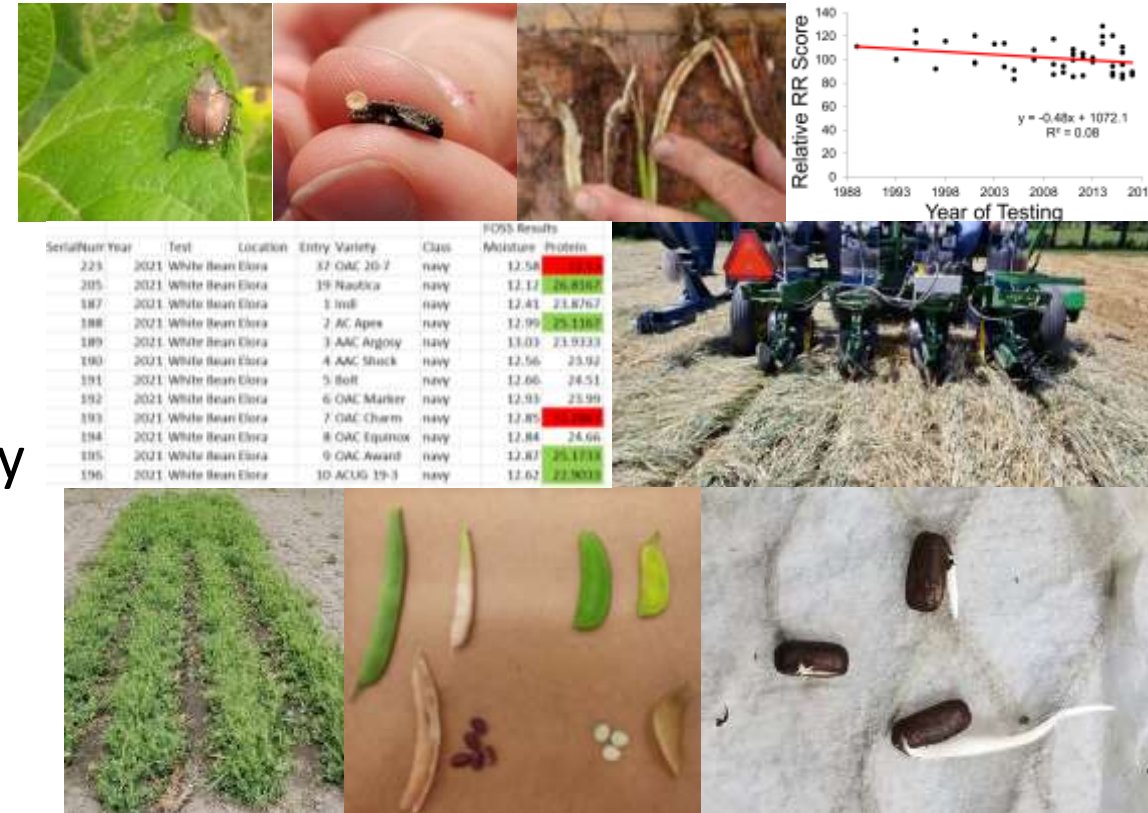 140
120
100
80
60
40
20
0
Relative RR Score
y = -0.48x + 1072.1
R² = 0.08
1988 1993 1998 2003 2008 2013 201
Year of Testing
FOSS Results
SerialNum Year Test Location Entry Variety Class Moisture Protein
223 2021 White Bean Elora 37 OAC 20-7 navy 12.58
205 2021 White Bean Elora 19 Nautica navy 12.12 26.8167
187 2021 White Bean Elora 1 Indi navy 12.41 23.8767
188 2021 White Bean Elora 2 AC Apex navy 12.99 25.1167
189 2021 White Bean Elora 3 AAC Argosy navy 13.03 23.9333
190 2021 White Bean Elora 4 AAC Shock navy 12.56 23.92
191 2021 White Bean Elora 5 Bolt navy 12.66 24.51
192 2021 White Bean Elora 6 OAC Marker navy 12.93 23.99
193 2021 White Bean Elora 7 OAC Charm navy 12.85
194 2021 White Bean Elora 8 OAC Equinox navy 12.84 24.66
195 2021 White Bean Elora 9 OAC Award navy 12.87 25.1733
196 2021 White Bean Elora 10 ACUG 19-3 navy 12.62 22.9033
y